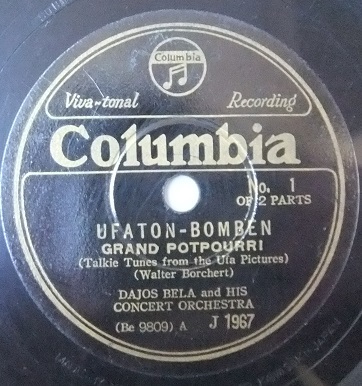 Columbia
Viva-tonal Recording
Columbia
No. 1
OF 2 PARTS
UFATON-BOMBEN
GRAND POTPOURRI
(Talkie Tunes from the Ufa Pictures)
(Walter Borchert)
DAJOS BELA and HIS
CONCERT ORCHESTRA
(Be 9809) A J 1967